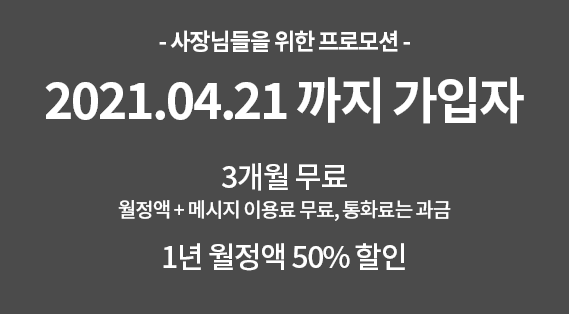 - 사장님들을 위한 프로모션 -
2021.04.21 까지 가입자
3개월 무료
월정액 + 메시지 이용료 무료, 통화료는 과금
1년 월정액 50% 할인